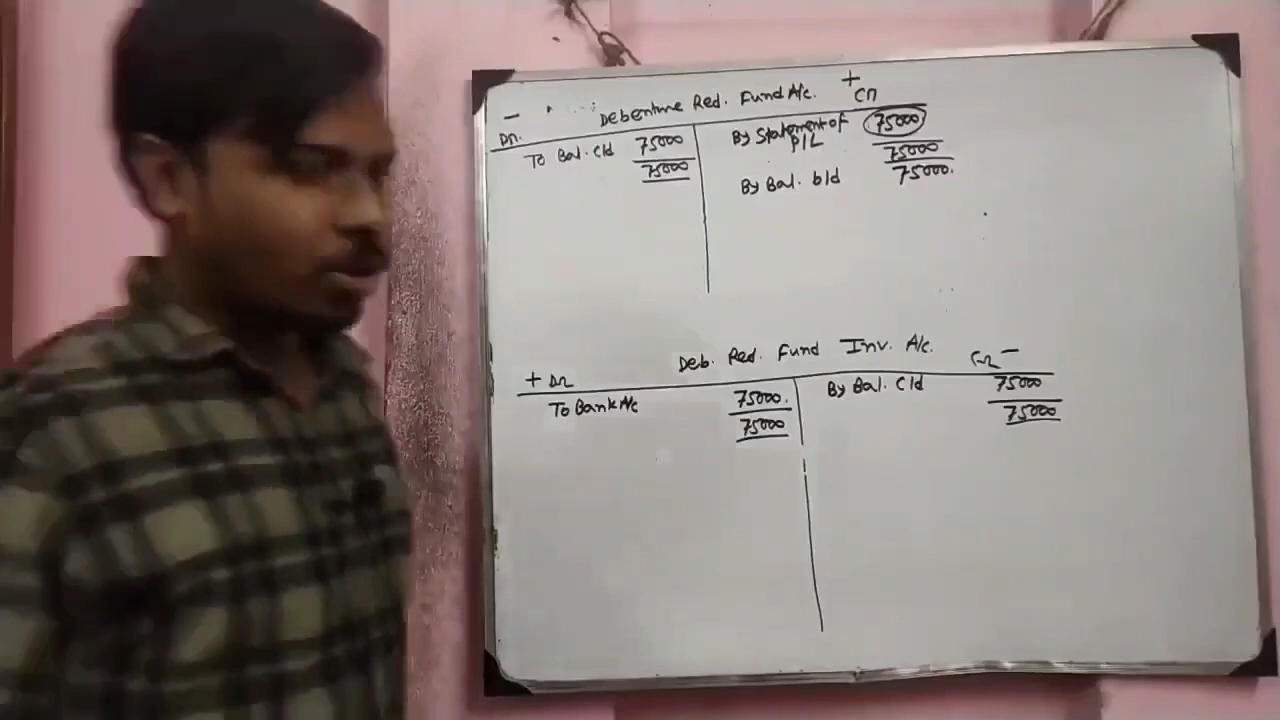 Debenture Red. Fund A/c.
- Dr. + Cr
To Bal. C/d 75000 By Statement of P/L 75000
75000 75000
By Bal. b/d 75000.
Deb. Red. Fund Inv. A/c.
+ Dr Cr -
To Bank A/c 75000. By Bal. C/d 75000
75000 75000